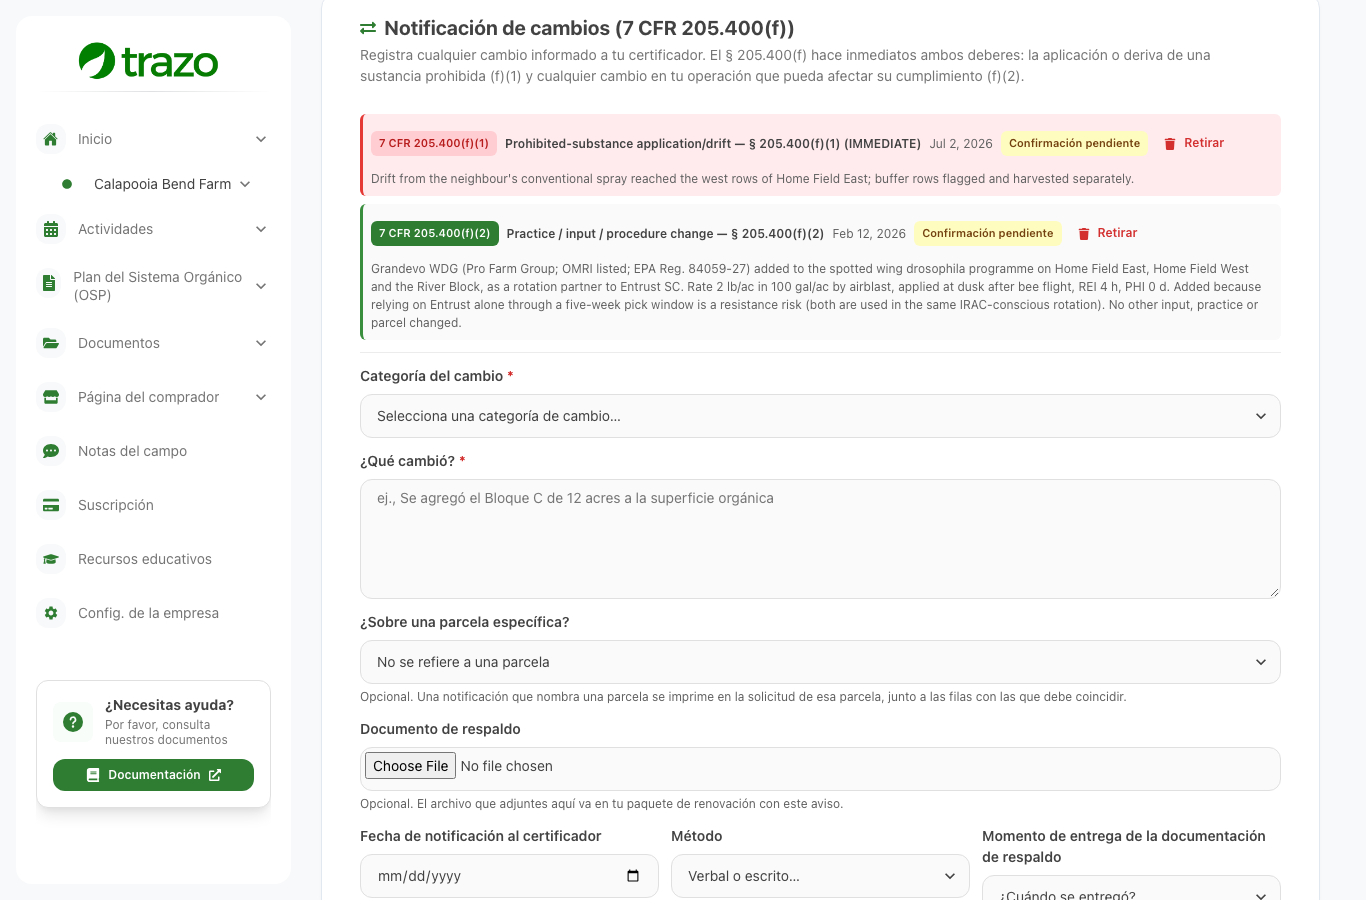 trazo
Inicio
Calapooia Bend Farm
Actividades
Plan del Sistema Orgánico
(OSP)
Documentos
Página del comprador
Notas del campo
Suscripción
Recursos educativos
Config. de la empresa
¿Necesitas ayuda?
Por favor, consulta
nuestros documentos
Documentación
Notificación de cambios (7 CFR 205.400(f))
Registra cualquier cambio informado a tu certificador. El § 205.400(f) hace inmediatos ambos deberes: la aplicación o deriva de una
sustancia prohibida (f)(1) y cualquier cambio en tu operación que pueda afectar su cumplimiento (f)(2).
7 CFR 205.400(f)(1) Prohibited-substance application/drift — § 205.400(f)(1) (IMMEDIATE) Jul 2, 2026 Confirmación pendiente Retirar
Drift from the neighbour's conventional spray reached the west rows of Home Field East; buffer rows flagged and harvested separately.
7 CFR 205.400(f)(2) Practice / input / procedure change — § 205.400(f)(2) Feb 12, 2026 Confirmación pendiente Retirar
Grandevo WDG (Pro Farm Group; OMRI listed; EPA Reg. 84059-27) added to the spotted wing drosophila programme on Home Field East, Home Field West
and the River Block, as a rotation partner to Entrust SC. Rate 2 lb/ac in 100 gal/ac by airblast, applied at dusk after bee flight, REI 4 h, PHI 0 d. Added because
relying on Entrust alone through a five-week pick window is a resistance risk (both are used in the same IRAC-conscious rotation). No other input, practice or
parcel changed.
Categoría del cambio *
Selecciona una categoría de cambio...
¿Qué cambió? *
ej., Se agregó el Bloque C de 12 acres a la superficie orgánica
¿Sobre una parcela específica?
No se refiere a una parcela
Opcional. Una notificación que nombra una parcela se imprime en la solicitud de esa parcela, junto a las filas con las que debe coincidir.
Documento de respaldo
Choose File No file chosen
Opcional. El archivo que adjuntes aquí va en tu paquete de renovación con este aviso.
Fecha de notificación al certificador
mm/dd/yyyy
Método
Verbal o escrito...
Momento de entrega de la documentación
de respaldo
¿Cuándo se entregó?